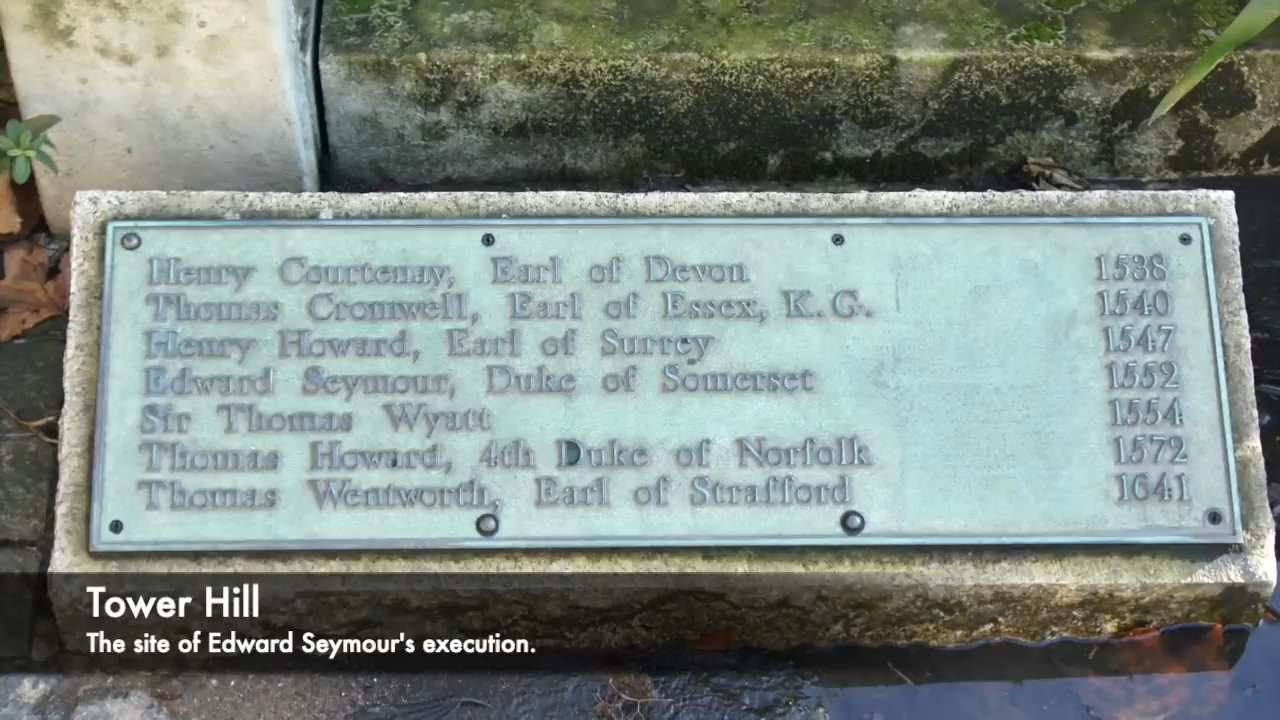 Henry Courtenay, Earl of Devon 1538
Thomas Cromwell, Earl of Essex, K.G. 1540
Henry Howard, Earl of Surrey 1547
Edward Seymour, Duke of Somerset 1552
Sir Thomas Wyatt 1554
Thomas Howard, 4th Duke of Norfolk 1572
Thomas Wentworth, Earl of Strafford 1641
Tower Hill
The site of Edward Seymour's execution.